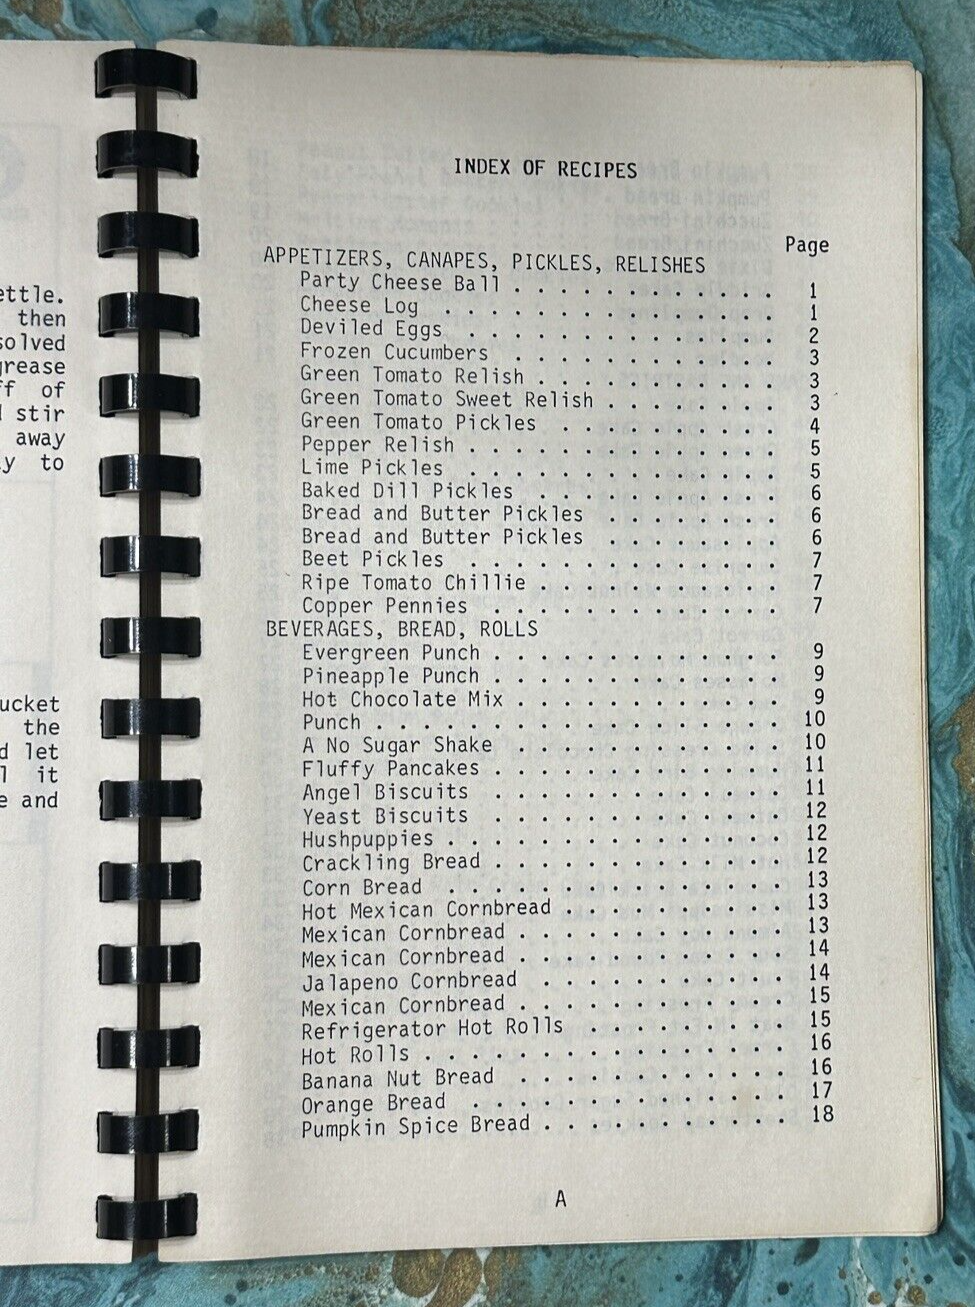 ettle.
then
solved
grease
ff of
stir
away
to
ucket
the
d let
it
e and
INDEX OF RECIPES
Page
APPETIZERS, CANAPES, PICKLES, RELISHES
Party Cheese Ball . . . . . . . . . . . . 1
Cheese Log . . . . . . . . . . . . . . . 1
Deviled Eggs . . . . . . . . . . . . . . 2
Frozen Cucumbers . . . . . . . . . . . . 3
Green Tomato Relish . . . . . . . . . . . 3
Green Tomato Sweet Relish . . . . . . . . 3
Green Tomato Pickles . . . . . . . . . . 4
Pepper Relish . . . . . . . . . . . . . . 5
Lime Pickles . . . . . . . . . . . . . . 5
Baked Dill Pickles . . . . . . . . . . . 6
Bread and Butter Pickles . . . . . . . . 6
Bread and Butter Pickles . . . . . . . . 6
Beet Pickles . . . . . . . . . . . . . . 7
Ripe Tomato Chillie . . . . . . . . . . . 7
Copper Pennies . . . . . . . . . . . . . 7
BEVERAGES, BREAD, ROLLS
Evergreen Punch . . . . . . . . . . . . . 9
Pineapple Punch . . . . . . . . . . . . . 9
Hot Chocolate Mix . . . . . . . . . . . . 9
Punch . . . . . . . . . . . . . . . . . . 10
A No Sugar Shake . . . . . . . . . . . . 10
Fluffy Pancakes . . . . . . . . . . . . . 11
Angel Biscuits . . . . . . . . . . . . . 11
Yeast Biscuits . . . . . . . . . . . . . 12
Hushpuppies . . . . . . . . . . . . . . . 12
Crackling Bread . . . . . . . . . . . . . 12
Corn Bread . . . . . . . . . . . . . . . 13
Hot Mexican Cornbread . . . . . . . . . . 13
Mexican Cornbread . . . . . . . . . . . . 13
Mexican Cornbread . . . . . . . . . . . . 14
Jalapeno Cornbread . . . . . . . . . . . 14
Mexican Cornbread . . . . . . . . . . . . 15
Refrigerator Hot Rolls . . . . . . . . . 15
Hot Rolls . . . . . . . . . . . . . . . . 16
Banana Nut Bread . . . . . . . . . . . . 16
Orange Bread . . . . . . . . . . . . . . 17
Pumpkin Spice Bread . . . . . . . . . . . 18
A